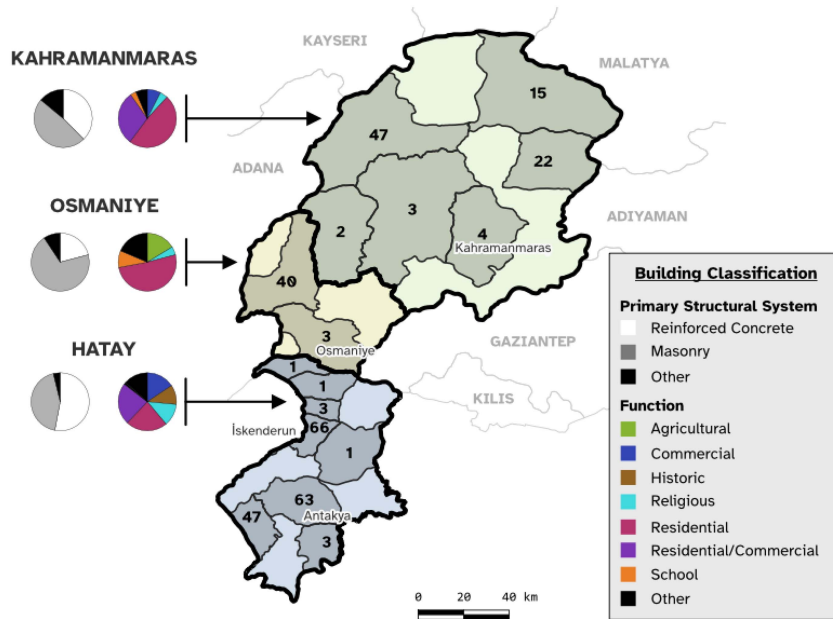 KAYSERI
KAHRAMANMARAS
MALATYA
15
47
22
ADANA
OSMANIYE
3
2
4
Kahramanmaras
ADIYAMAN
40
3
Osmaniye
GAZIANTEP
HATAY
1
1
KILIS
3
İskenderun
66
1
63
47
Antakya
3
0 20 40 km
Building Classification
Primary Structural System
Reinforced Concrete
Masonry
Other
Function
Agricultural
Commercial
Historic
Religious
Residential
Residential/Commercial
School
Other